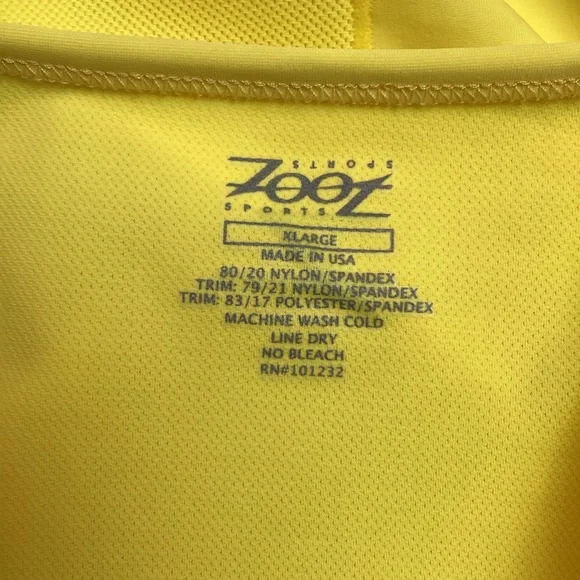 SPORTS
ZOOT
SPORTS
XLARGE
MADE IN USA
80/20 NYLON/SPANDEX
TRIM: 79/21 NYLON/SPANDEX
TRIM: 83/17 POLYESTER/SPANDEX
MACHINE WASH COLD
LINE DRY
NO BLEACH
RN#101232